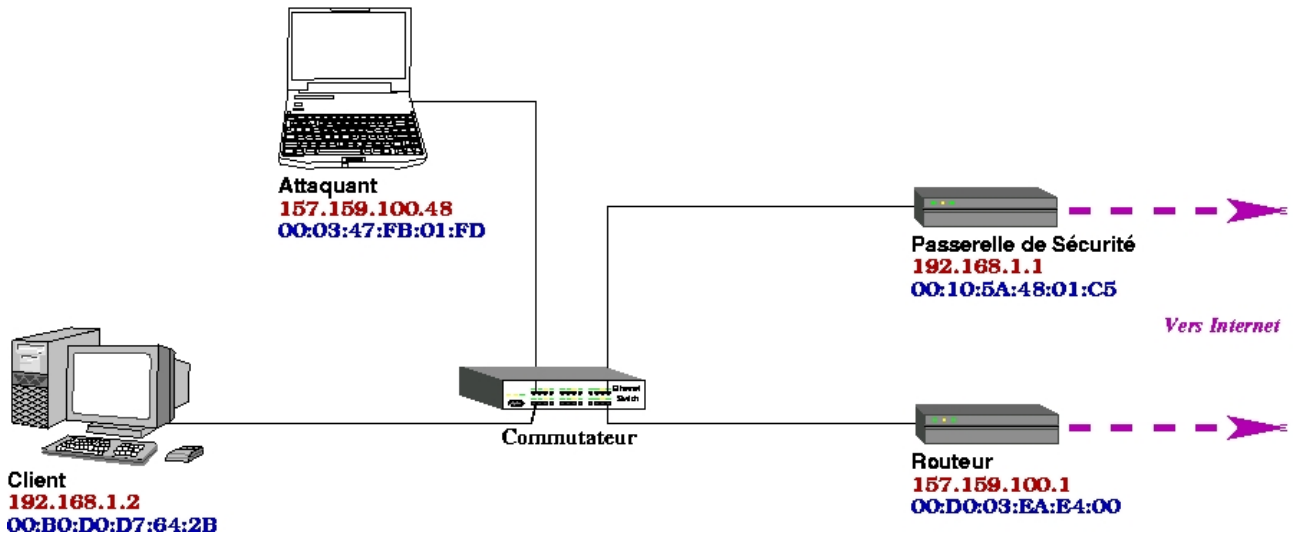 Attaquant
157.159.100.48
00:03:47:FB:01:FD
Passerelle de Sécurité
192.168.1.1
00:10:5A:48:01:C5
Vers Internet
Ethernet
Switch
Commutateur
Client
192.168.1.2
00:B0:D0:D7:64:2B
Routeur
157.159.100.1
00:D0:03:EA:E4:00